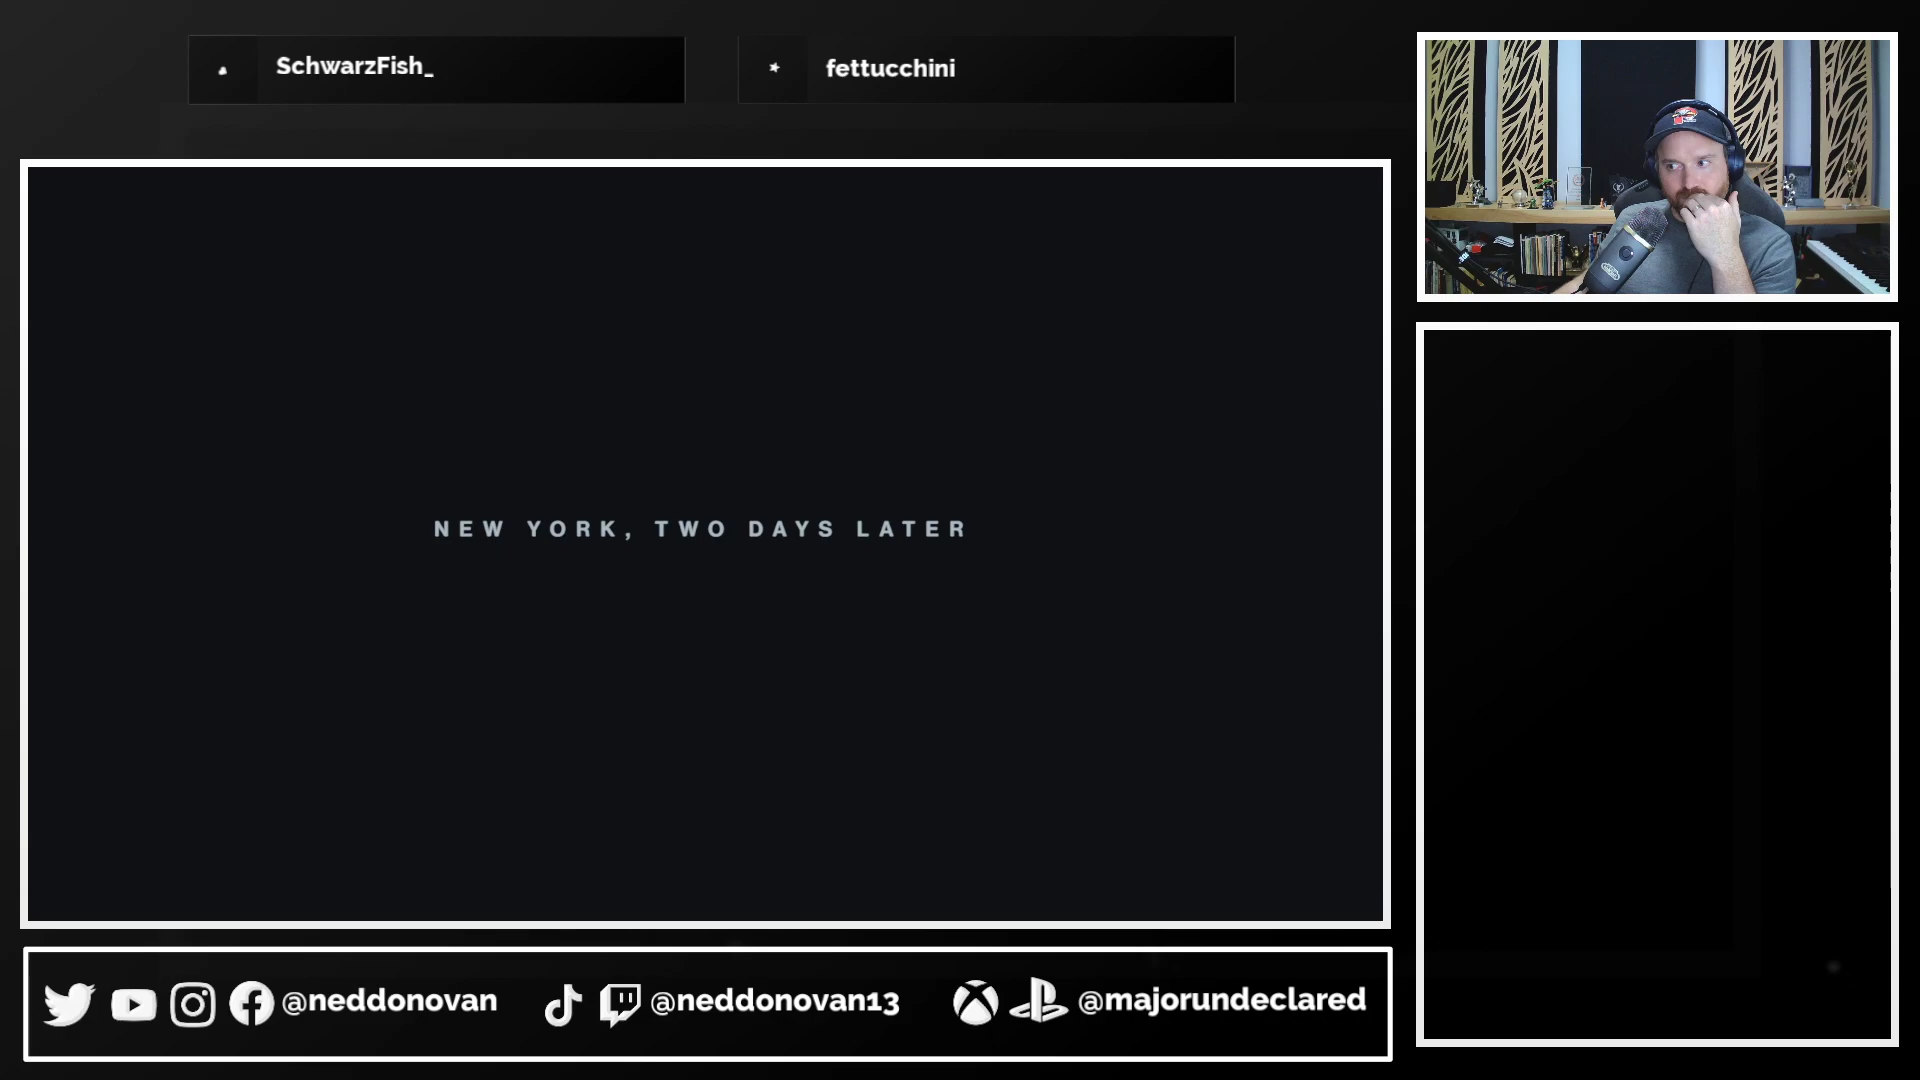 SchwarzFish_
fettucchini
NEW YORK, TWO DAYS LATER
@neddonovan
@neddonovan13
@majorundeclared